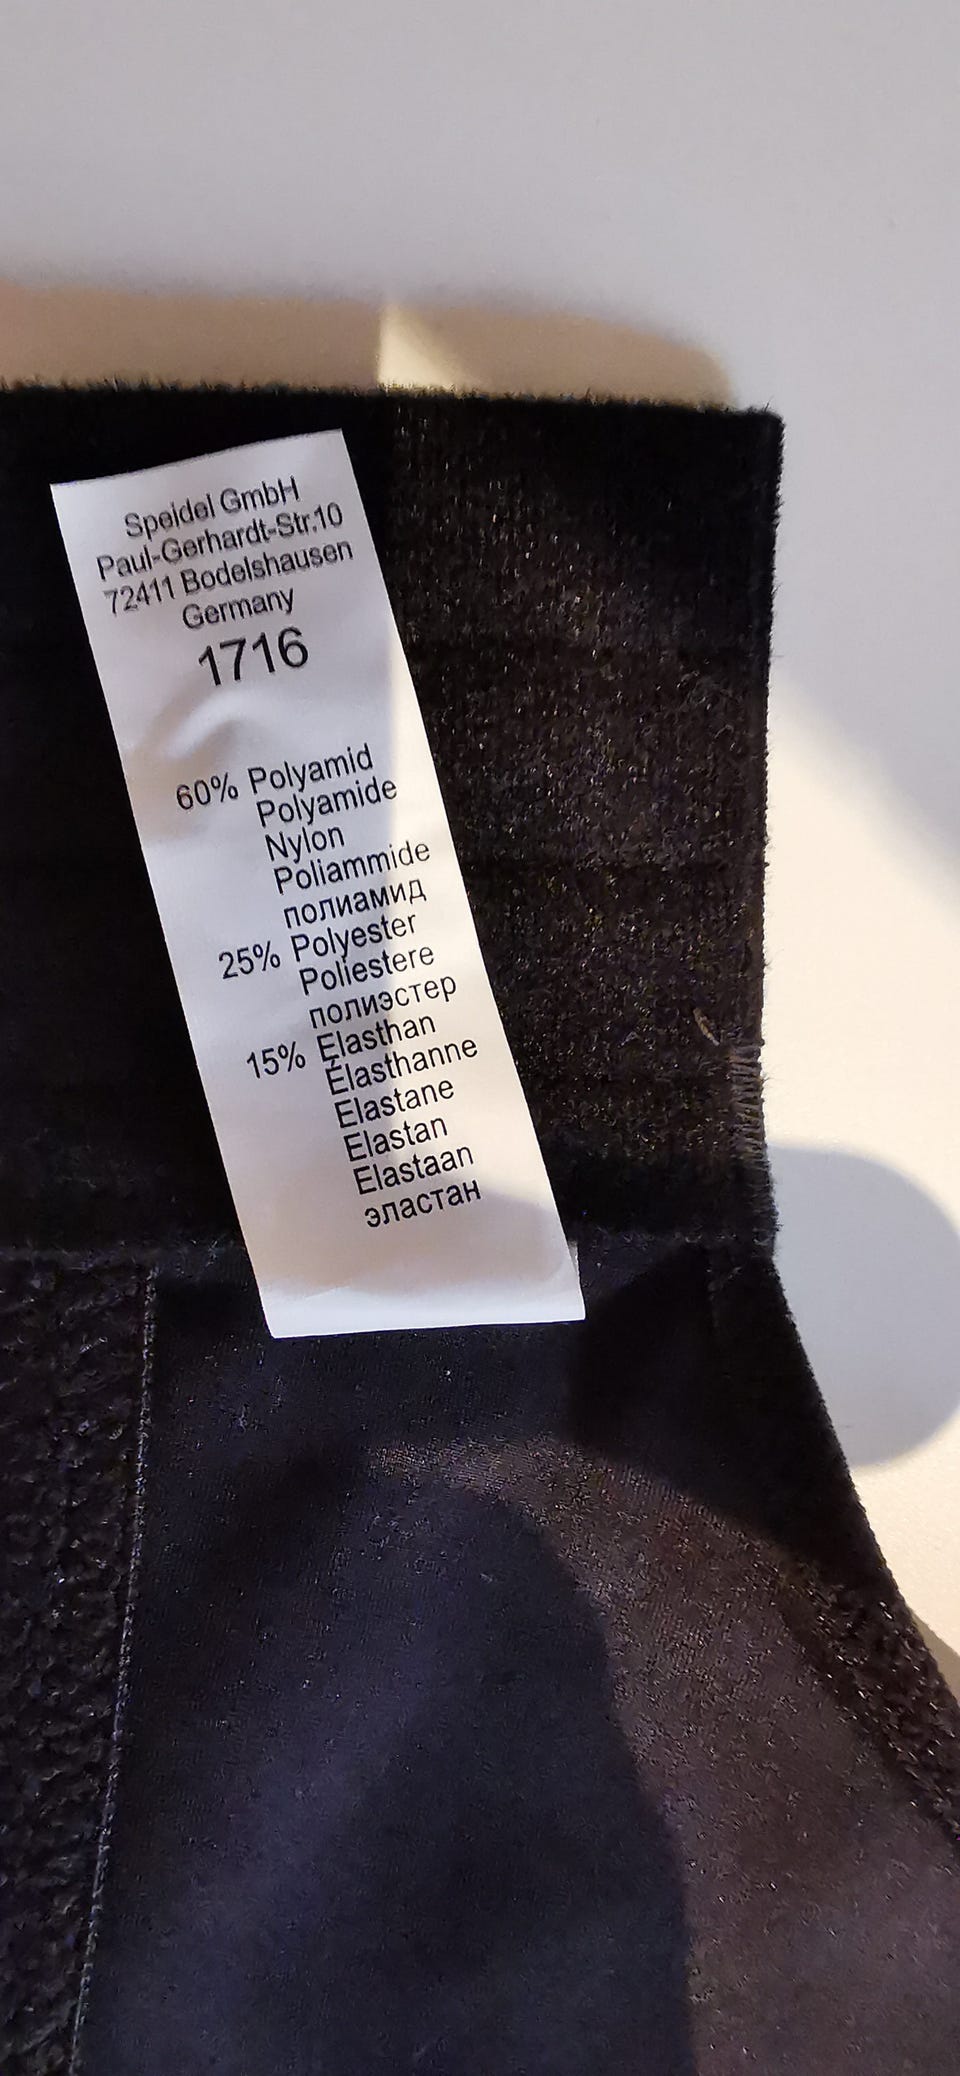 Speidel GmbH
Paul-Gerhardt-Str.10
72411 Bodelshausen
Germany
1716
60% Polyamid
Polyamide
Nylon
Poliammide
полиамид
25% Polyester
Poliestere
полиэстер
15% Elasthan
Élasthanne
Elastane
Elastan
Elastaan
эластан